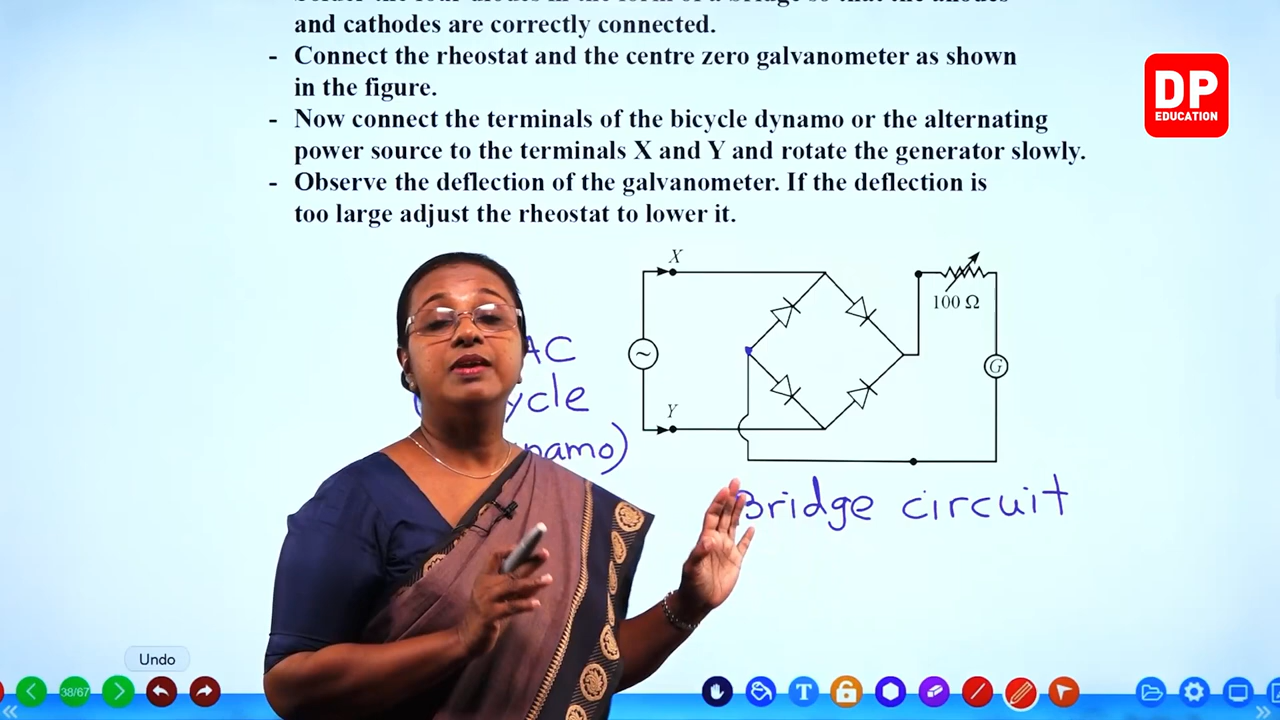 and cathodes are correctly connected.
- Connect the rheostat and the centre zero galvanometer as shown
in the figure.
- Now connect the terminals of the bicycle dynamo or the alternating
power source to the terminals X and Y and rotate the generator slowly.
- Observe the deflection of the galvanometer. If the deflection is
too large adjust the rheostat to lower it.
DP
EDUCATION
X
100 Ω
~
G
AC
Y
Bridge circuit
Undo
38/67
T